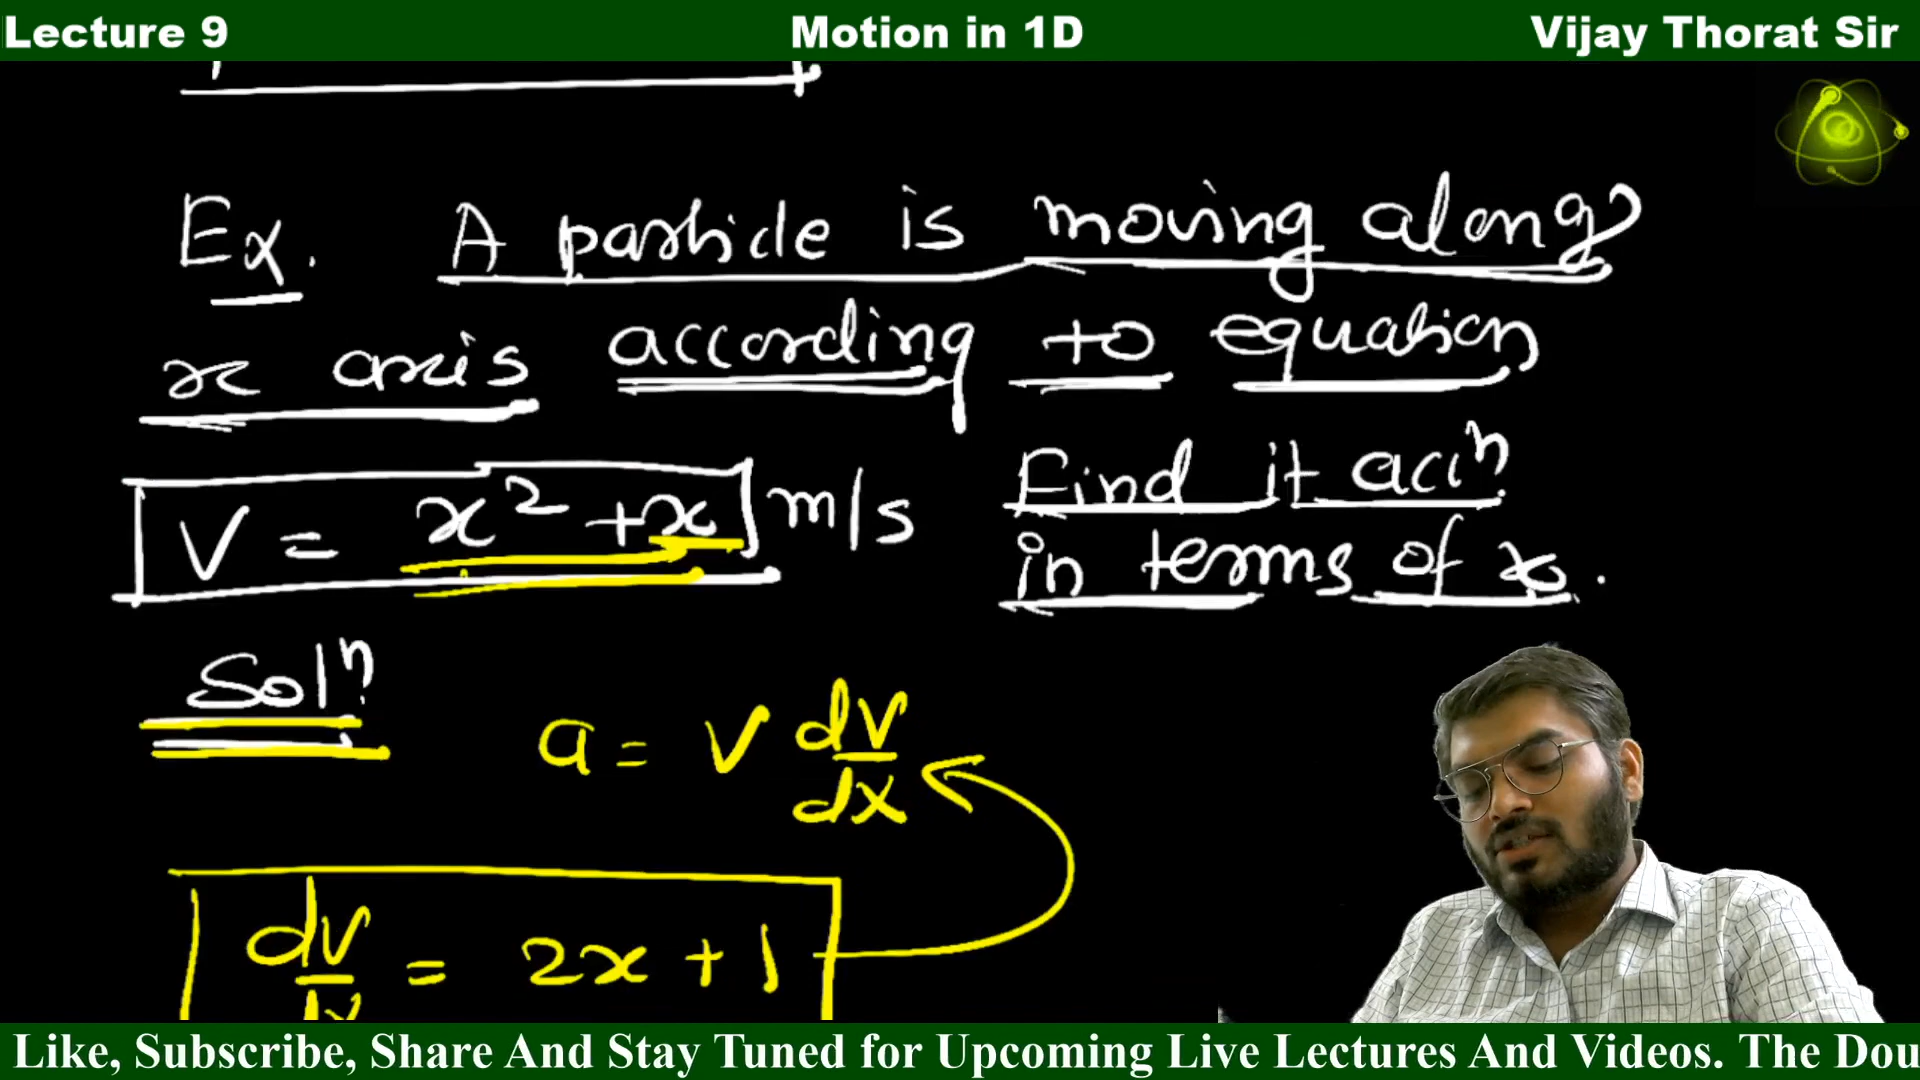 Lecture 9 Motion in 1D Vijay Thorat Sir
Ex. A particle is moving along
x axis according to equation
V = x² + x m/s Find it accⁿ
in terms of x.
Solⁿ
a = V dV/dx
dV/dx = 2x + 1
Like, Subscribe, Share And Stay Tuned for Upcoming Live Lectures And Videos. The Dou